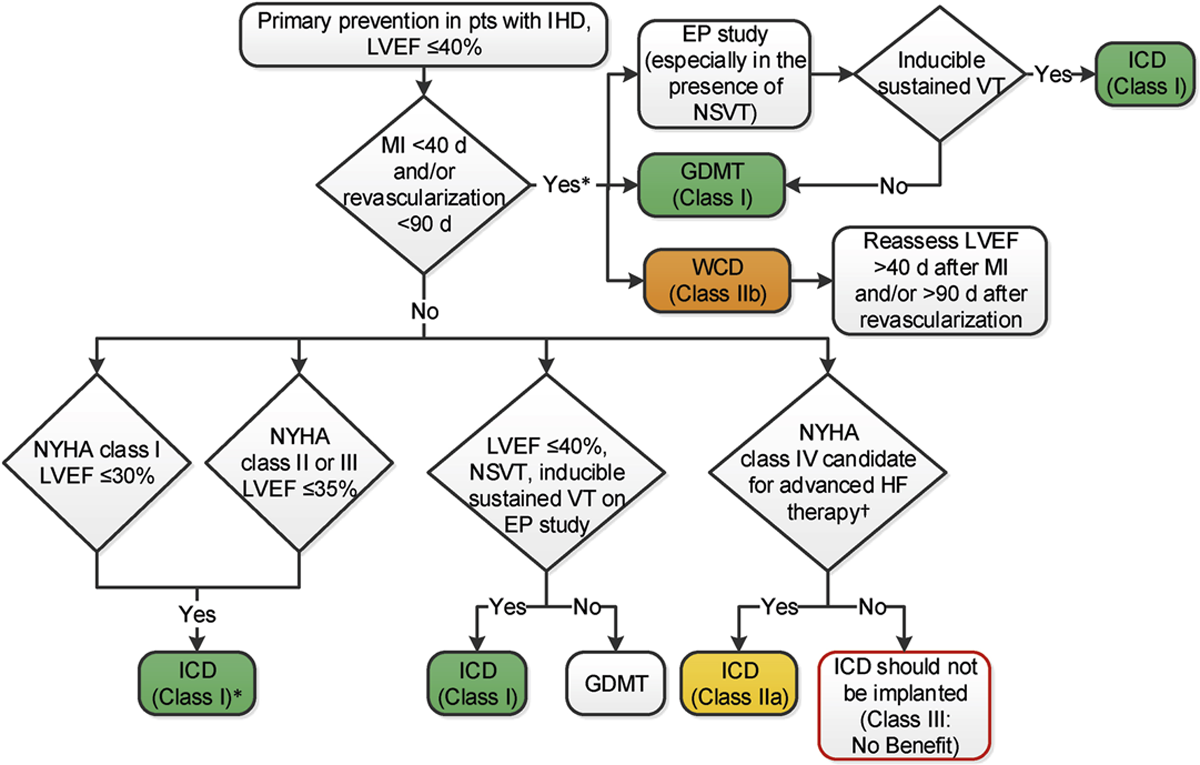 Primary prevention in pts with IHD,
LVEF ≤40%
MI <40 d
and/or
revascularization
<90 d
Yes*
EP study
(especially in the
presence of
NSVT)
Inducible
sustained VT
Yes
ICD
(Class I)
GDMT
(Class I)
No
WCD
(Class IIb)
Reassess LVEF
>40 d after MI
and/or >90 d after
revascularization
No
NYHA class I
LVEF ≤30%
NYHA
class II or III
LVEF ≤35%
LVEF ≤40%,
NSVT, inducible
sustained VT on
EP study
NYHA
class IV candidate
for advanced HF
therapy†
Yes
Yes
No
Yes
No
ICD
(Class I)*
ICD
(Class I)
GDMT
ICD
(Class IIa)
ICD should not
be implanted
(Class III:
No Benefit)